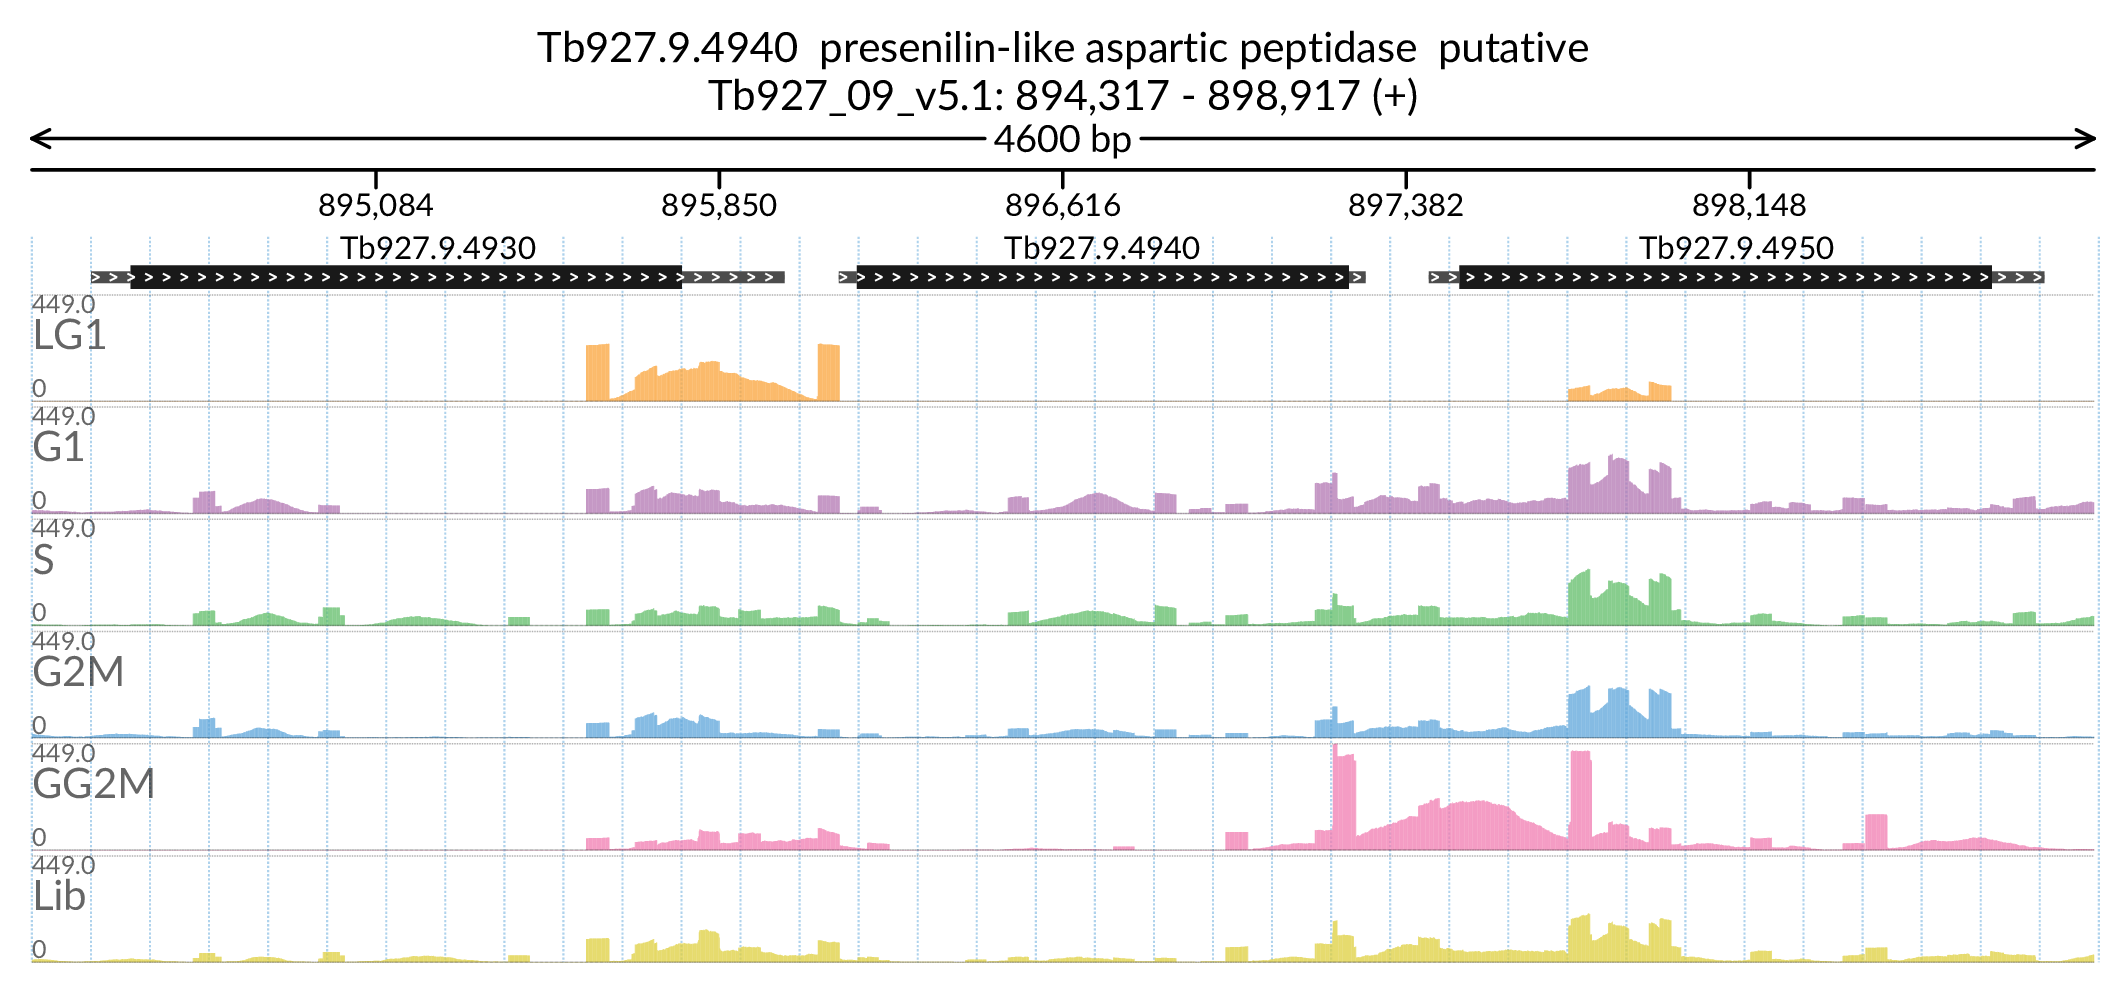 Tb927.9.4940  presenilin-like aspartic peptidase  putative
Tb927_09_v5.1: 894,317 - 898,917 (+)
4600 bp
895,084 895,850 896,616 897,382 898,148
Tb927.9.4930 Tb927.9.4940 Tb927.9.4950
449.0
LG1
0
449.0
G1
0
449.0
S
0
449.0
G2M
0
449.0
GG2M
0
449.0
Lib
0